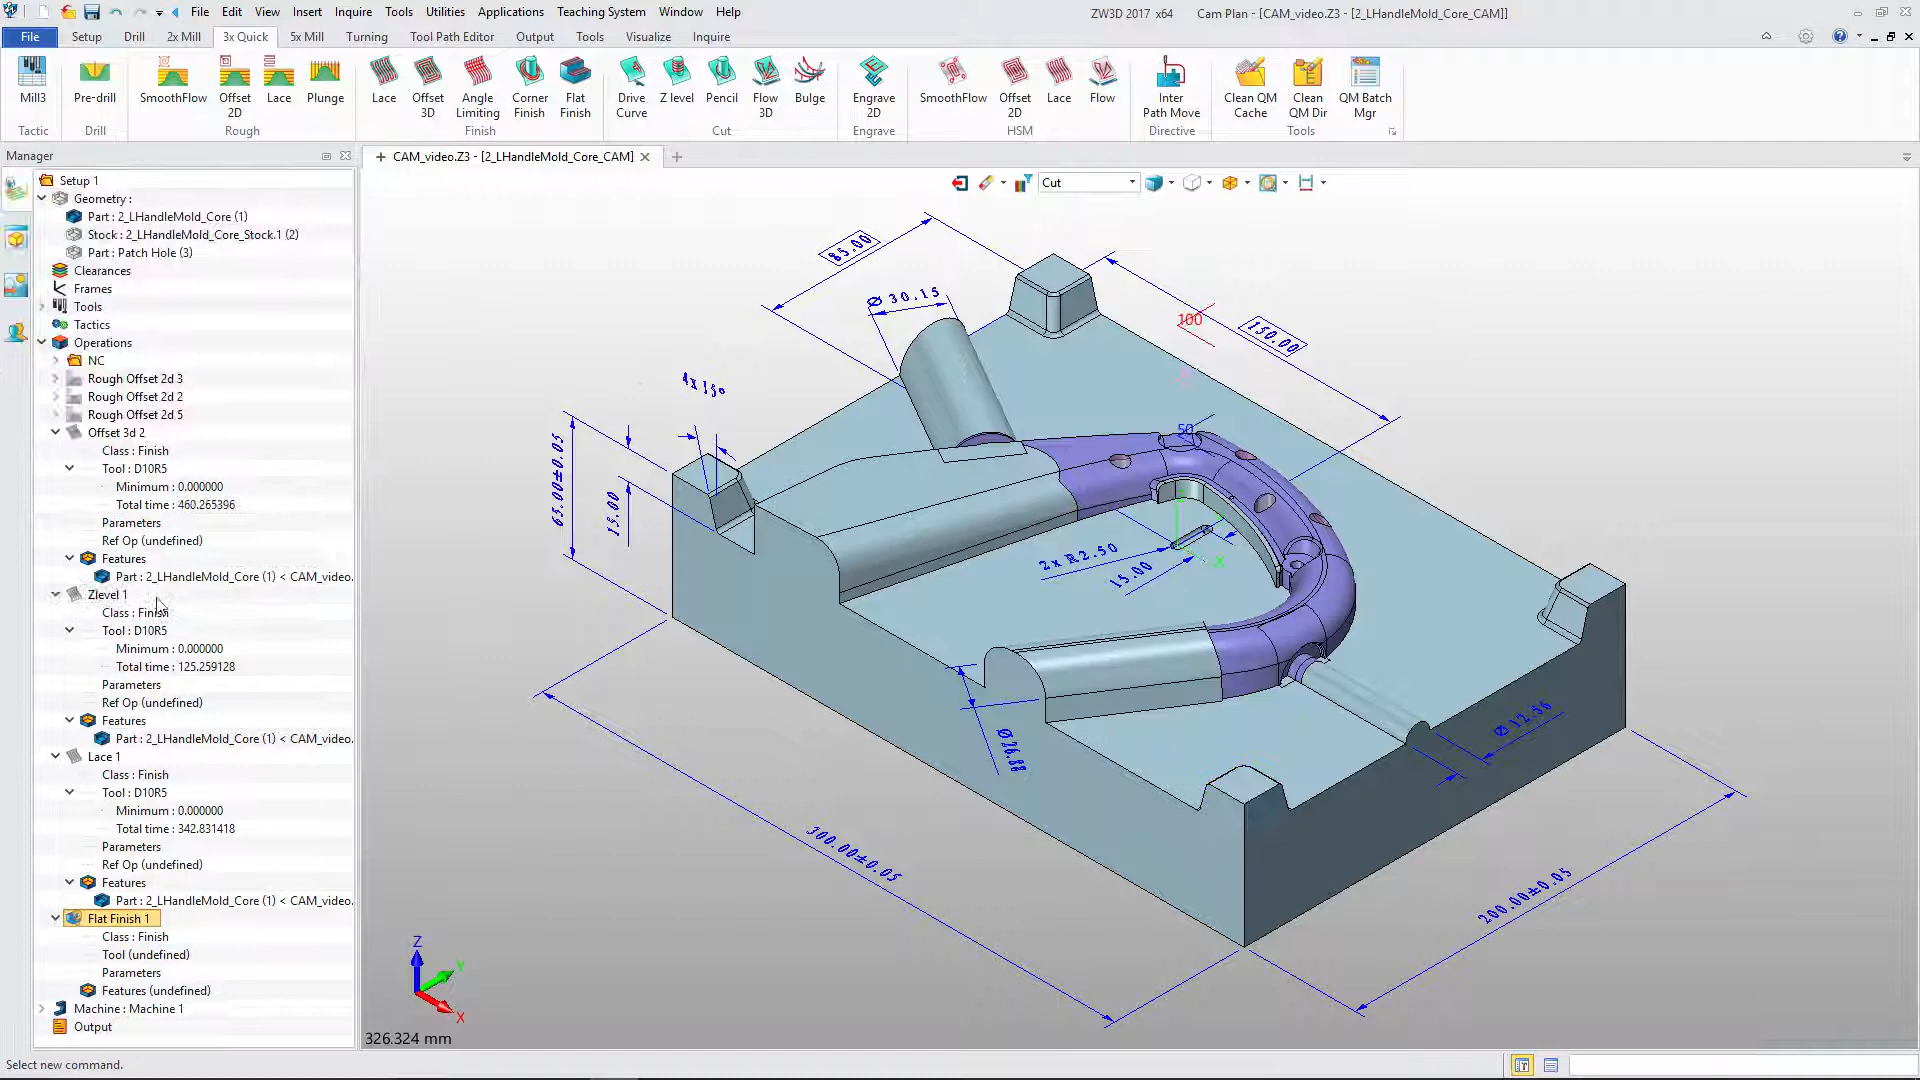 File Edit View Insert Inquire Tools Utilities Applications Teaching System Window Help
ZW3D 2017 x64 Cam Plan - [CAM_video.Z3 - [2_LHandleMold_Core_CAM]]
File Setup Drill 2x Mill 3x Quick 5x Mill Turning Tool Path Editor Output Tools Visualize Inquire
Mill3
Pre-drill
SmoothFlow
Offset 2D
Lace
Plunge
Lace
Offset 3D
Angle Limiting
Corner Finish
Flat Finish
Drive Curve
Z level
Pencil
Flow 3D
Bulge
Engrave 2D
SmoothFlow
Offset 2D
Lace
Flow
Inter Path Move
Clean QM Cache
Clean QM Dir
QM Batch Mgr
Tactic Drill Rough Finish Cut Engrave HSM Directive Tools
Manager
CAM_video.Z3 - [2_LHandleMold_Core_CAM]
Cut
Setup 1
Geometry :
Part : 2_LHandleMold_Core (1)
Stock : 2_LHandleMold_Core_Stock.1 (2)
Part : Patch Hole (3)
Clearances
Frames
Tools
Tactics
Operations
NC
Rough Offset 2d 3
Rough Offset 2d 2
Rough Offset 2d 5
Offset 3d 2
Class : Finish
Tool : D10R5
Minimum : 0.000000
Total time : 460.265396
Parameters
Ref Op (undefined)
Features
Part : 2_LHandleMold_Core (1) < CAM_video.
Zlevel 1
Class : Finish
Tool : D10R5
Minimum : 0.000000
Total time : 125.259128
Parameters
Ref Op (undefined)
Features
Part : 2_LHandleMold_Core (1) < CAM_video.
Lace 1
Class : Finish
Tool : D10R5
Minimum : 0.000000
Total time : 342.831418
Parameters
Ref Op (undefined)
Features
Part : 2_LHandleMold_Core (1) < CAM_video.
Flat Finish 1
Class : Finish
Tool (undefined)
Parameters
Features (undefined)
Machine : Machine 1
Output
85.00
Ø 30.15
100
150.00
65.00±0.05
15.00
50
2x R2.50
15.00
X
Ø26.88
Ø 12.56
300.00±0.05
200.00±0.05
Z
Y
X
326.324 mm
Select new command.